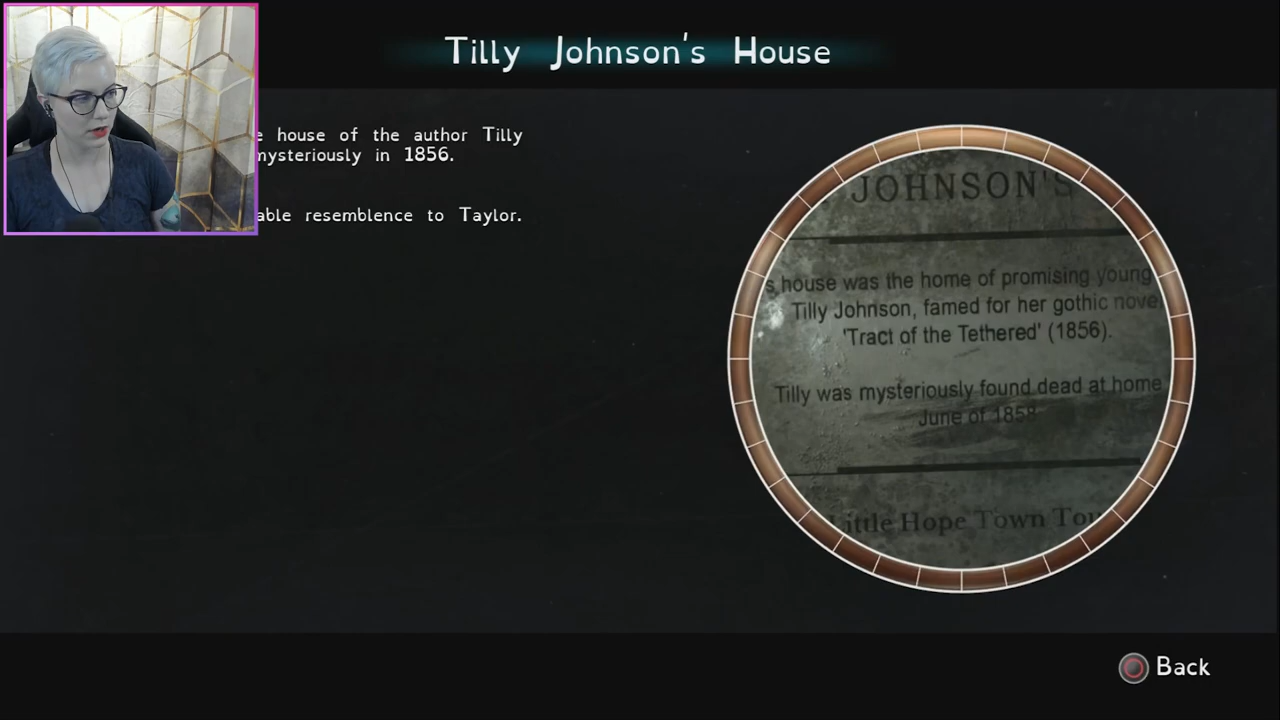 Tilly Johnson's House
e house of the author Tilly
mysteriously in 1856.
able resemblence to Taylor.
JOHNSON'S
s house was the home of promising young
Tilly Johnson, famed for her gothic nove
'Tract of the Tethered' (1856).
Tilly was mysteriously found dead at home
June of 1858
Little Hope Town Tou
Back